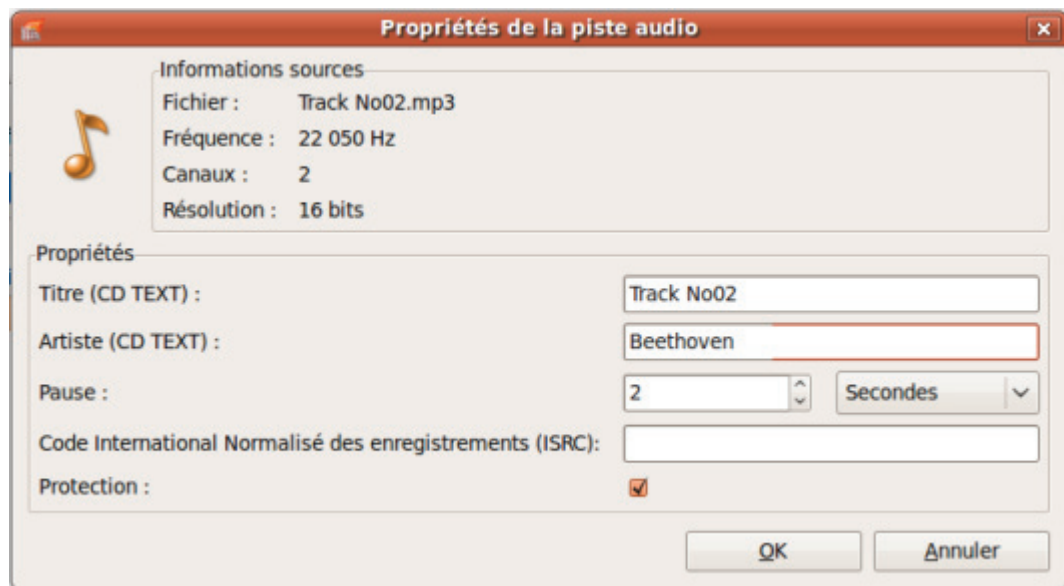 Propriétés de la piste audio
Informations sources
Fichier : Track No02.mp3
Fréquence : 22 050 Hz
Canaux : 2
Résolution : 16 bits
Propriétés
Titre (CD TEXT) : Track No02
Artiste (CD TEXT) : Beethoven
Pause : 2 Secondes
Code International Normalisé des enregistrements (ISRC):
Protection :
OK Annuler